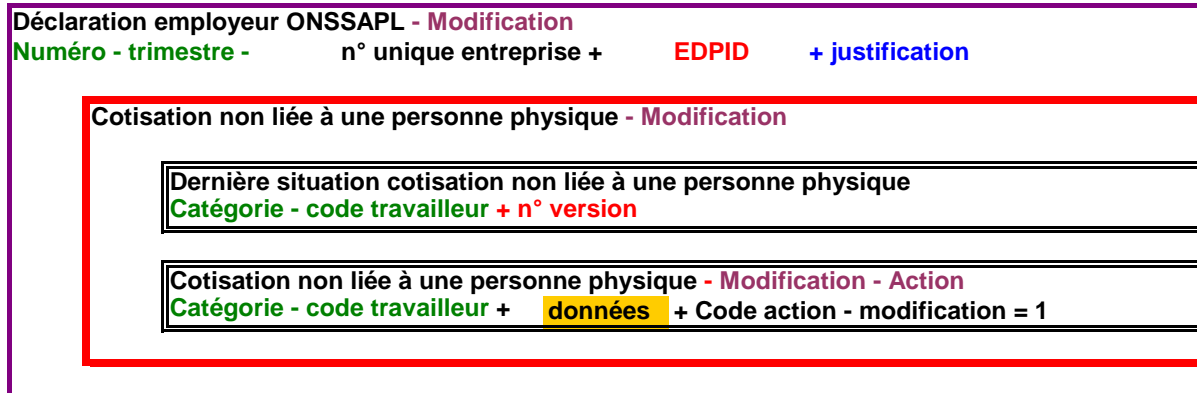 Déclaration employeur ONSSAPL - Modification
Numéro - trimestre - n° unique entreprise + EDPID + justification
Cotisation non liée à une personne physique - Modification
Dernière situation cotisation non liée à une personne physique
Catégorie - code travailleur + n° version
Cotisation non liée à une personne physique - Modification - Action
Catégorie - code travailleur + données + Code action - modification = 1